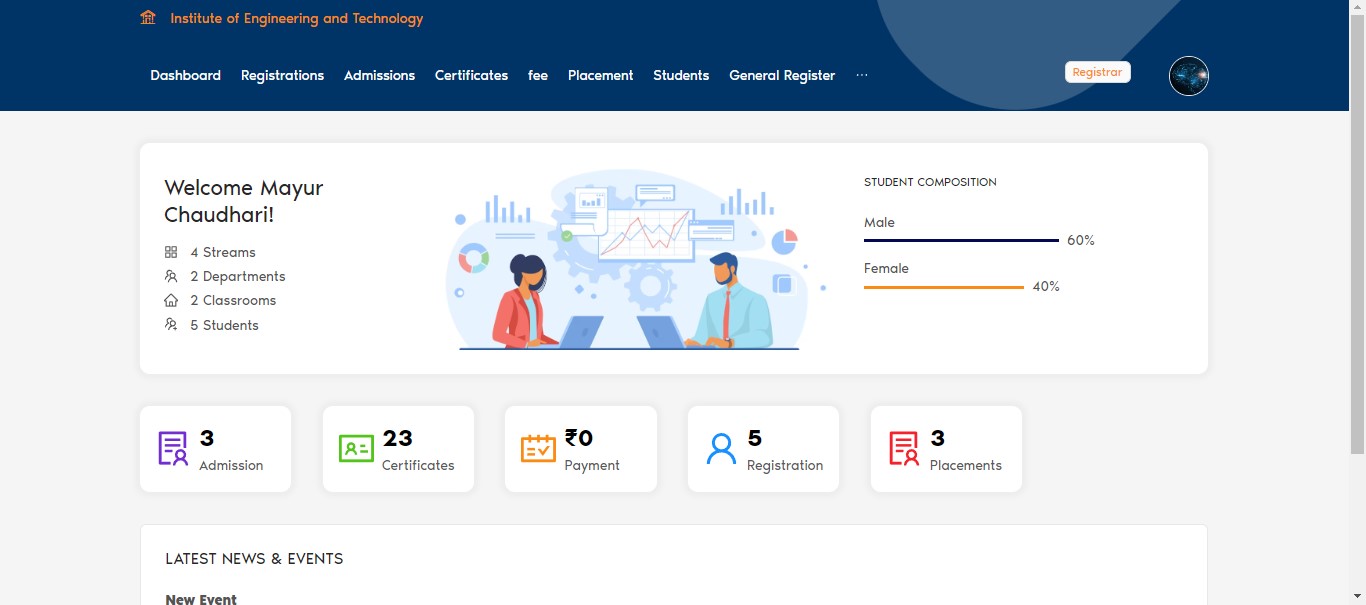 Institute of Engineering and Technology
Dashboard Registrations Admissions Certificates fee Placement Students General Register ···
Registrar
Welcome Mayur
Chaudhari!
4 Streams
2 Departments
2 Classrooms
5 Students
STUDENT COMPOSITION
Male
60%
Female
40%
3
Admission
23
Certificates
₹0
Payment
5
Registration
3
Placements
LATEST NEWS & EVENTS
New Event